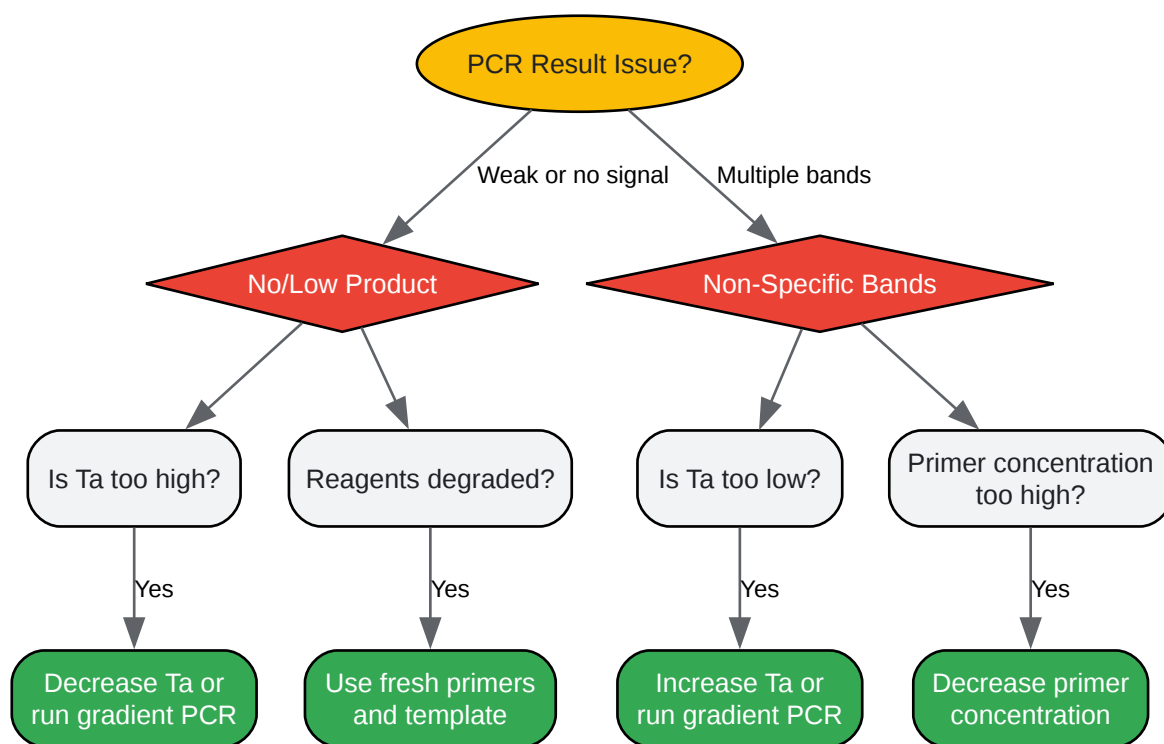 PCR Result Issue?
Weak or no signal
Multiple bands
No/Low Product
Non-Specific Bands
Is Ta too high?
Reagents degraded?
Is Ta too low?
Primer concentration
too high?
Yes
Yes
Yes
Yes
Decrease Ta or
run gradient PCR
Use fresh primers
and template
Increase Ta or
run gradient PCR
Decrease primer
concentration